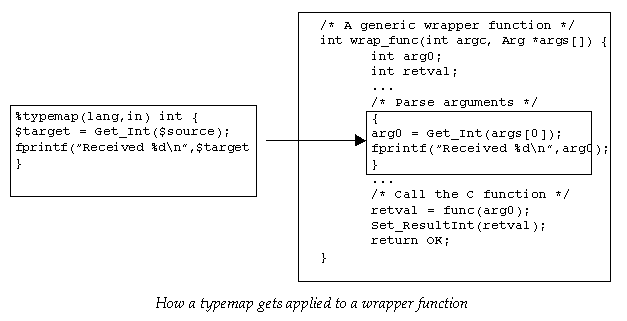 %typemap(lang,in) int {
$target = Get_Int($source);
fprintf("Received %d\n",$target
}
/* A generic wrapper function */
int wrap_func(int argc, Arg *args[]) {
int arg0;
int retval;
...
/* Parse arguments */
{
arg0 = Get_Int(args[0]);
fprintf("Received %d\n",arg0);
}
...
/* Call the C function */
retval = func(arg0);
Set_ResultInt(retval);
return OK;
}
How a typemap gets applied to a wrapper function